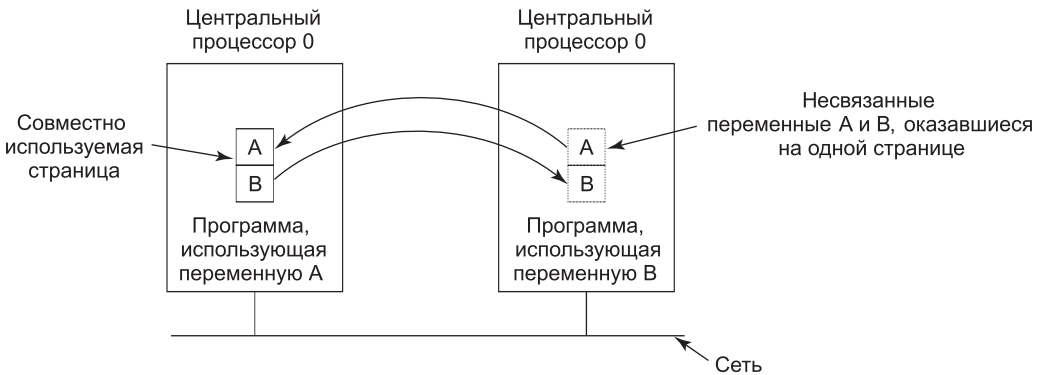 Центральный
процессор 0
Центральный
процессор 0
Совместно
используемая
страница
A
B
A
B
Несвязанные
переменные A и B, оказавшиеся
на одной странице
Программа,
использующая
переменную A
Программа,
использующая
переменную B
Сеть